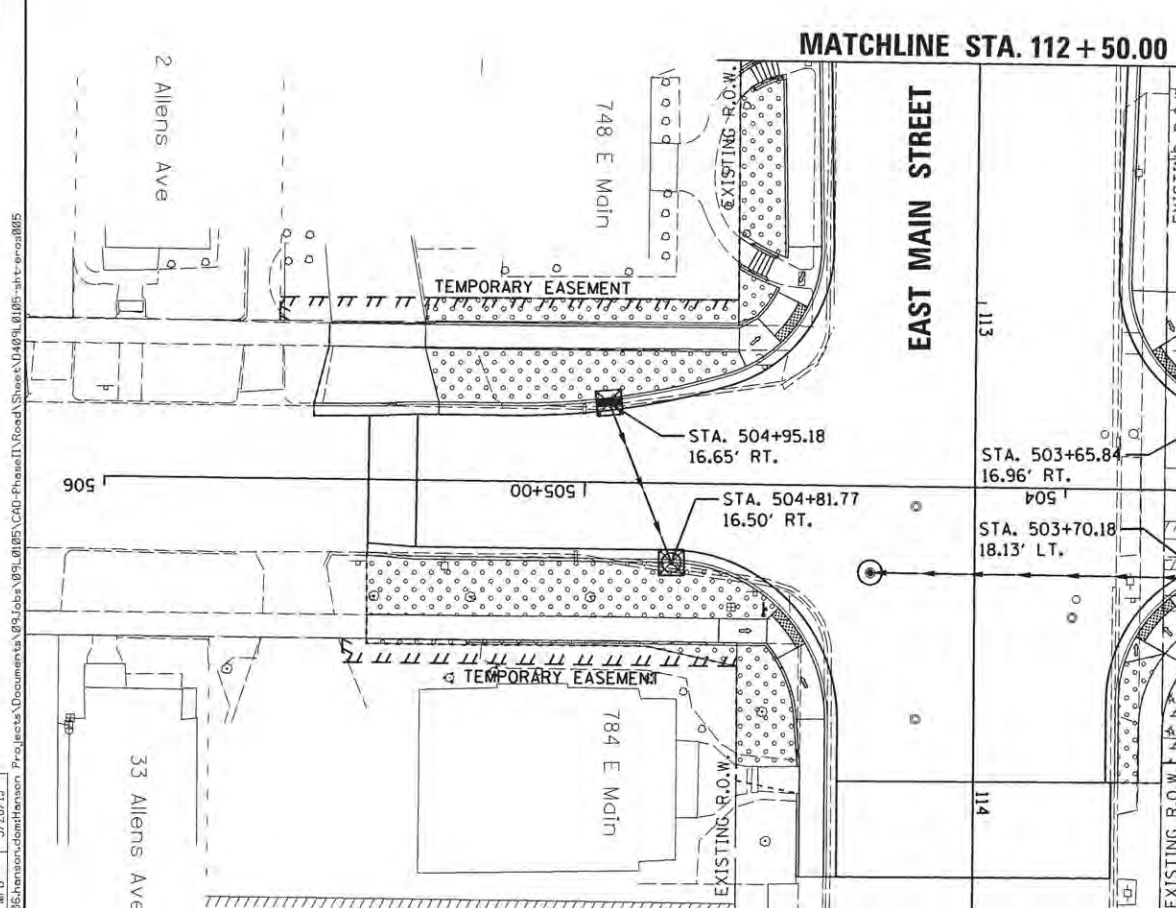 MATCHLINE STA. 112+50.00
2 Allens Ave
748 E Main
EXISTING R.O.W.
EAST MAIN STREET
TEMPORARY EASEMENT
113
STA. 504+95.18
16.65' RT.
STA. 503+65.84
16.96' RT.
506
505+00
504
STA. 504+81.77
16.50' RT.
STA. 503+70.18
18.13' LT.
TEMPORARY EASEMENT
33 Allens Ave
784 E Main
EXISTING R.O.W.
114
EXISTING R.O.W.